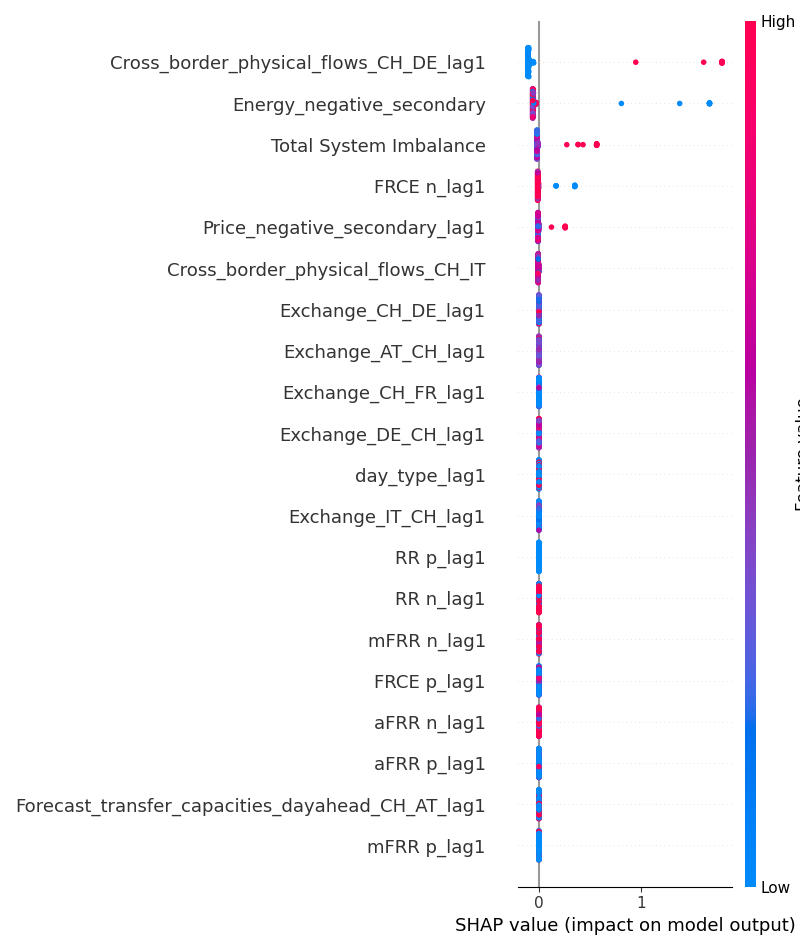 High
Cross_border_physical_flows_CH_DE_lag1
Energy_negative_secondary
Total System Imbalance
FRCE n_lag1
Price_negative_secondary_lag1
Cross_border_physical_flows_CH_IT
Exchange_CH_DE_lag1
Exchange_AT_CH_lag1
Exchange_CH_FR_lag1
Exchange_DE_CH_lag1
day_type_lag1
Exchange_IT_CH_lag1
RR p_lag1
RR n_lag1
mFRR n_lag1
FRCE p_lag1
aFRR n_lag1
aFRR p_lag1
Forecast_transfer_capacities_dayahead_CH_AT_lag1
mFRR p_lag1
Low
0 1
SHAP value (impact on model output)